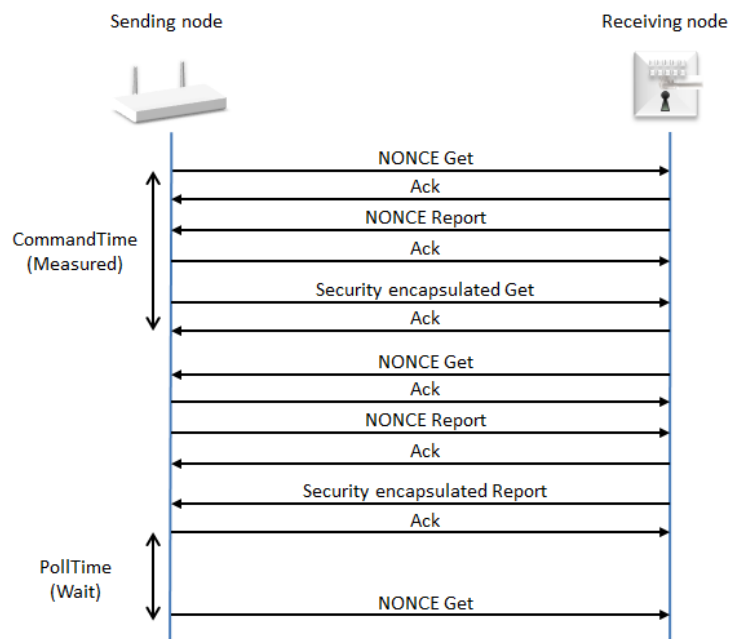 Sending node
Receiving node
NONCE Get
Ack
NONCE Report
CommandTime
(Measured)
Ack
Security encapsulated Get
Ack
NONCE Get
Ack
NONCE Report
Ack
Security encapsulated Report
Ack
PollTime
(Wait)
NONCE Get